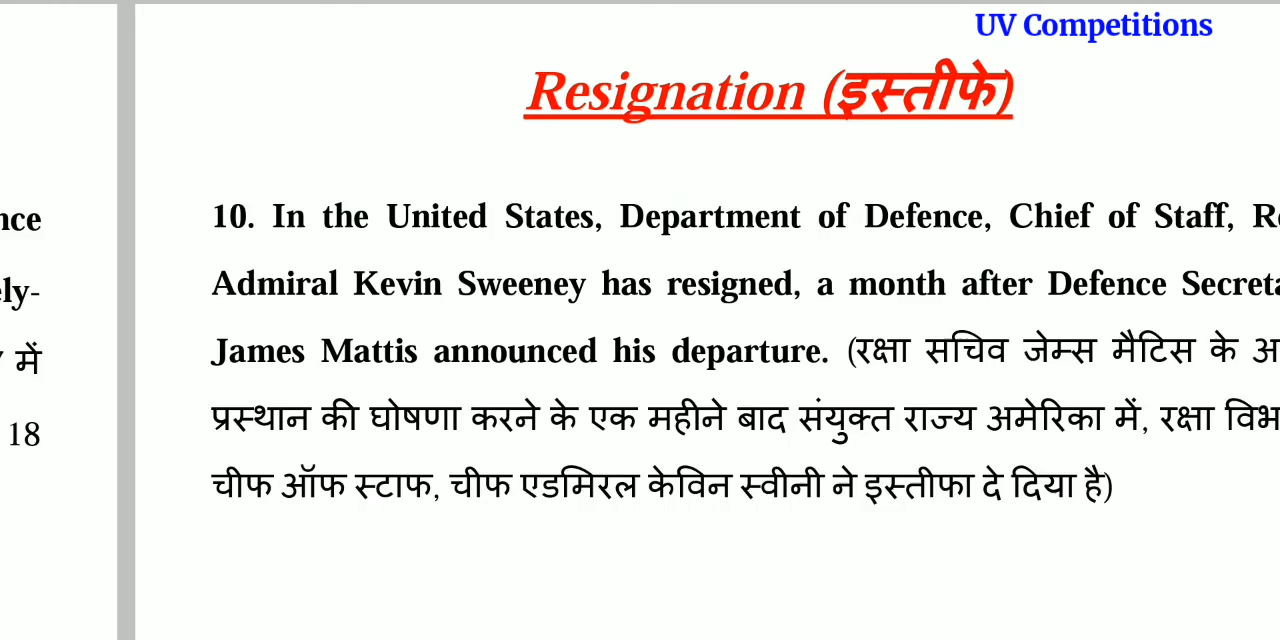 UV Competitions
Resignation (इस्तीफे)
10. In the United States, Department of Defence, Chief of Staff,
Admiral Kevin Sweeney has resigned, a month after Defence
James Mattis announced his departure. (रक्षा सचिव जेम्स मैटिस के
प्रस्थान की घोषणा करने के एक महीने बाद संयुक्त राज्य अमेरिका में, रक्षा
चीफ ऑफ स्टाफ, चीफ एडमिरल केविन स्वीनी ने इस्तीफा दे दिया है)
में
18